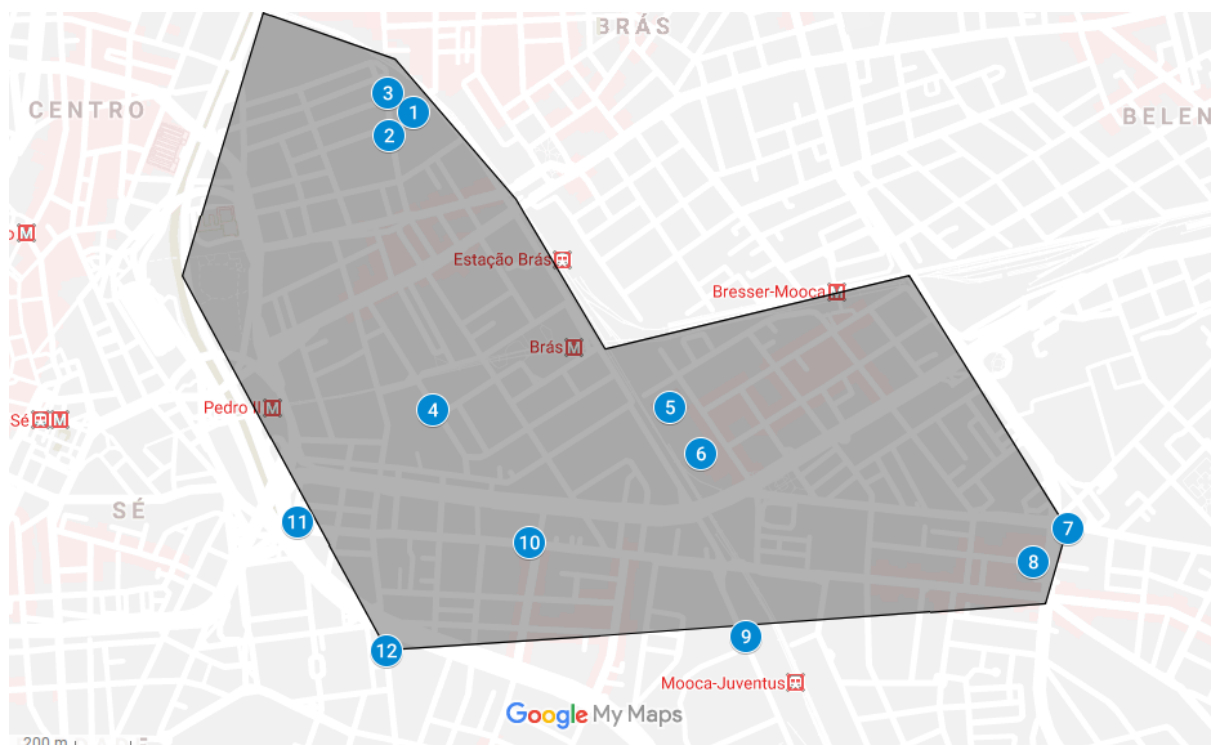 BRÁS
CENTRO
3
1
BELEN
2
Estação Brás
Bresser-Mooca M
Brás M
Pedro II M
Sé M
4
5
6
SÉ
11
7
10
8
9
12
Mooca-Juventus
Google My Maps
200 m